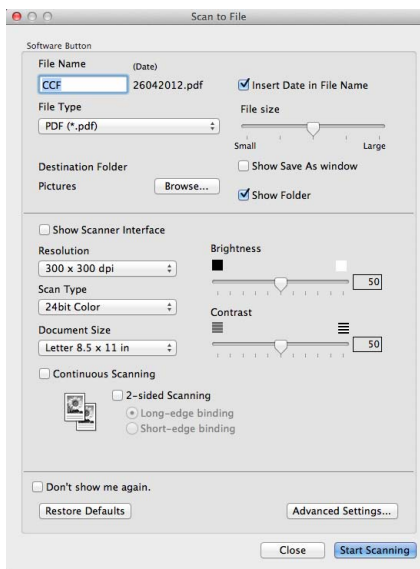 Scan to File
Software Button
File Name
(Date)
CCF
26042012.pdf
Insert Date in File Name
File Type
File size
PDF (*.pdf)
Small
Large
Destination Folder
Show Save As window
Pictures
Browse...
Show Folder
Show Scanner Interface
Resolution
Brightness
300 x 300 dpi
50
Scan Type
24bit Color
Contrast
Document Size
50
Letter 8.5 x 11 in
Continuous Scanning
2-sided Scanning
Long-edge binding
Short-edge binding
Don't show me again.
Restore Defaults
Advanced Settings...
Close
Start Scanning